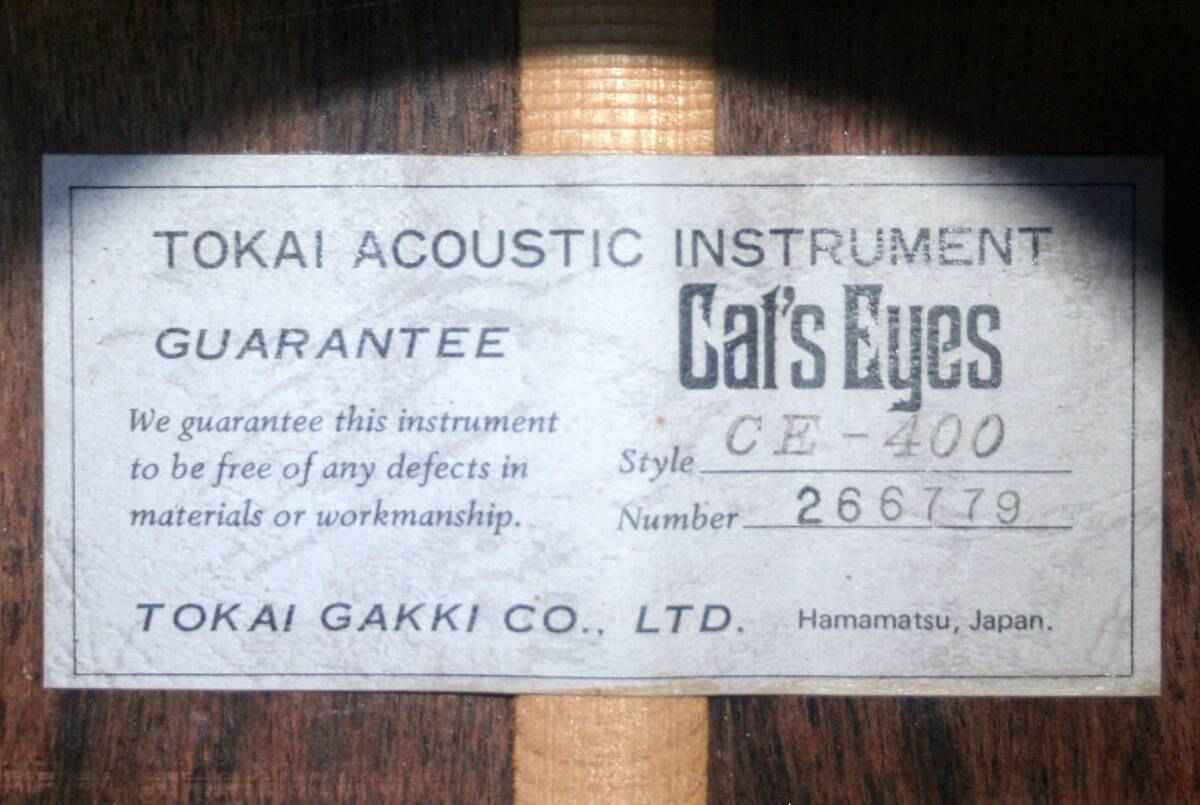 TOKAI ACOUSTIC INSTRUMENT
Cat's Eyes
GUARANTEE
We guarantee this instrument
to be free of any defects in
materials or workmanship.
Style CE-400
Number 266779
TOKAI GAKKI CO., LTD. Hamamatsu, Japan.